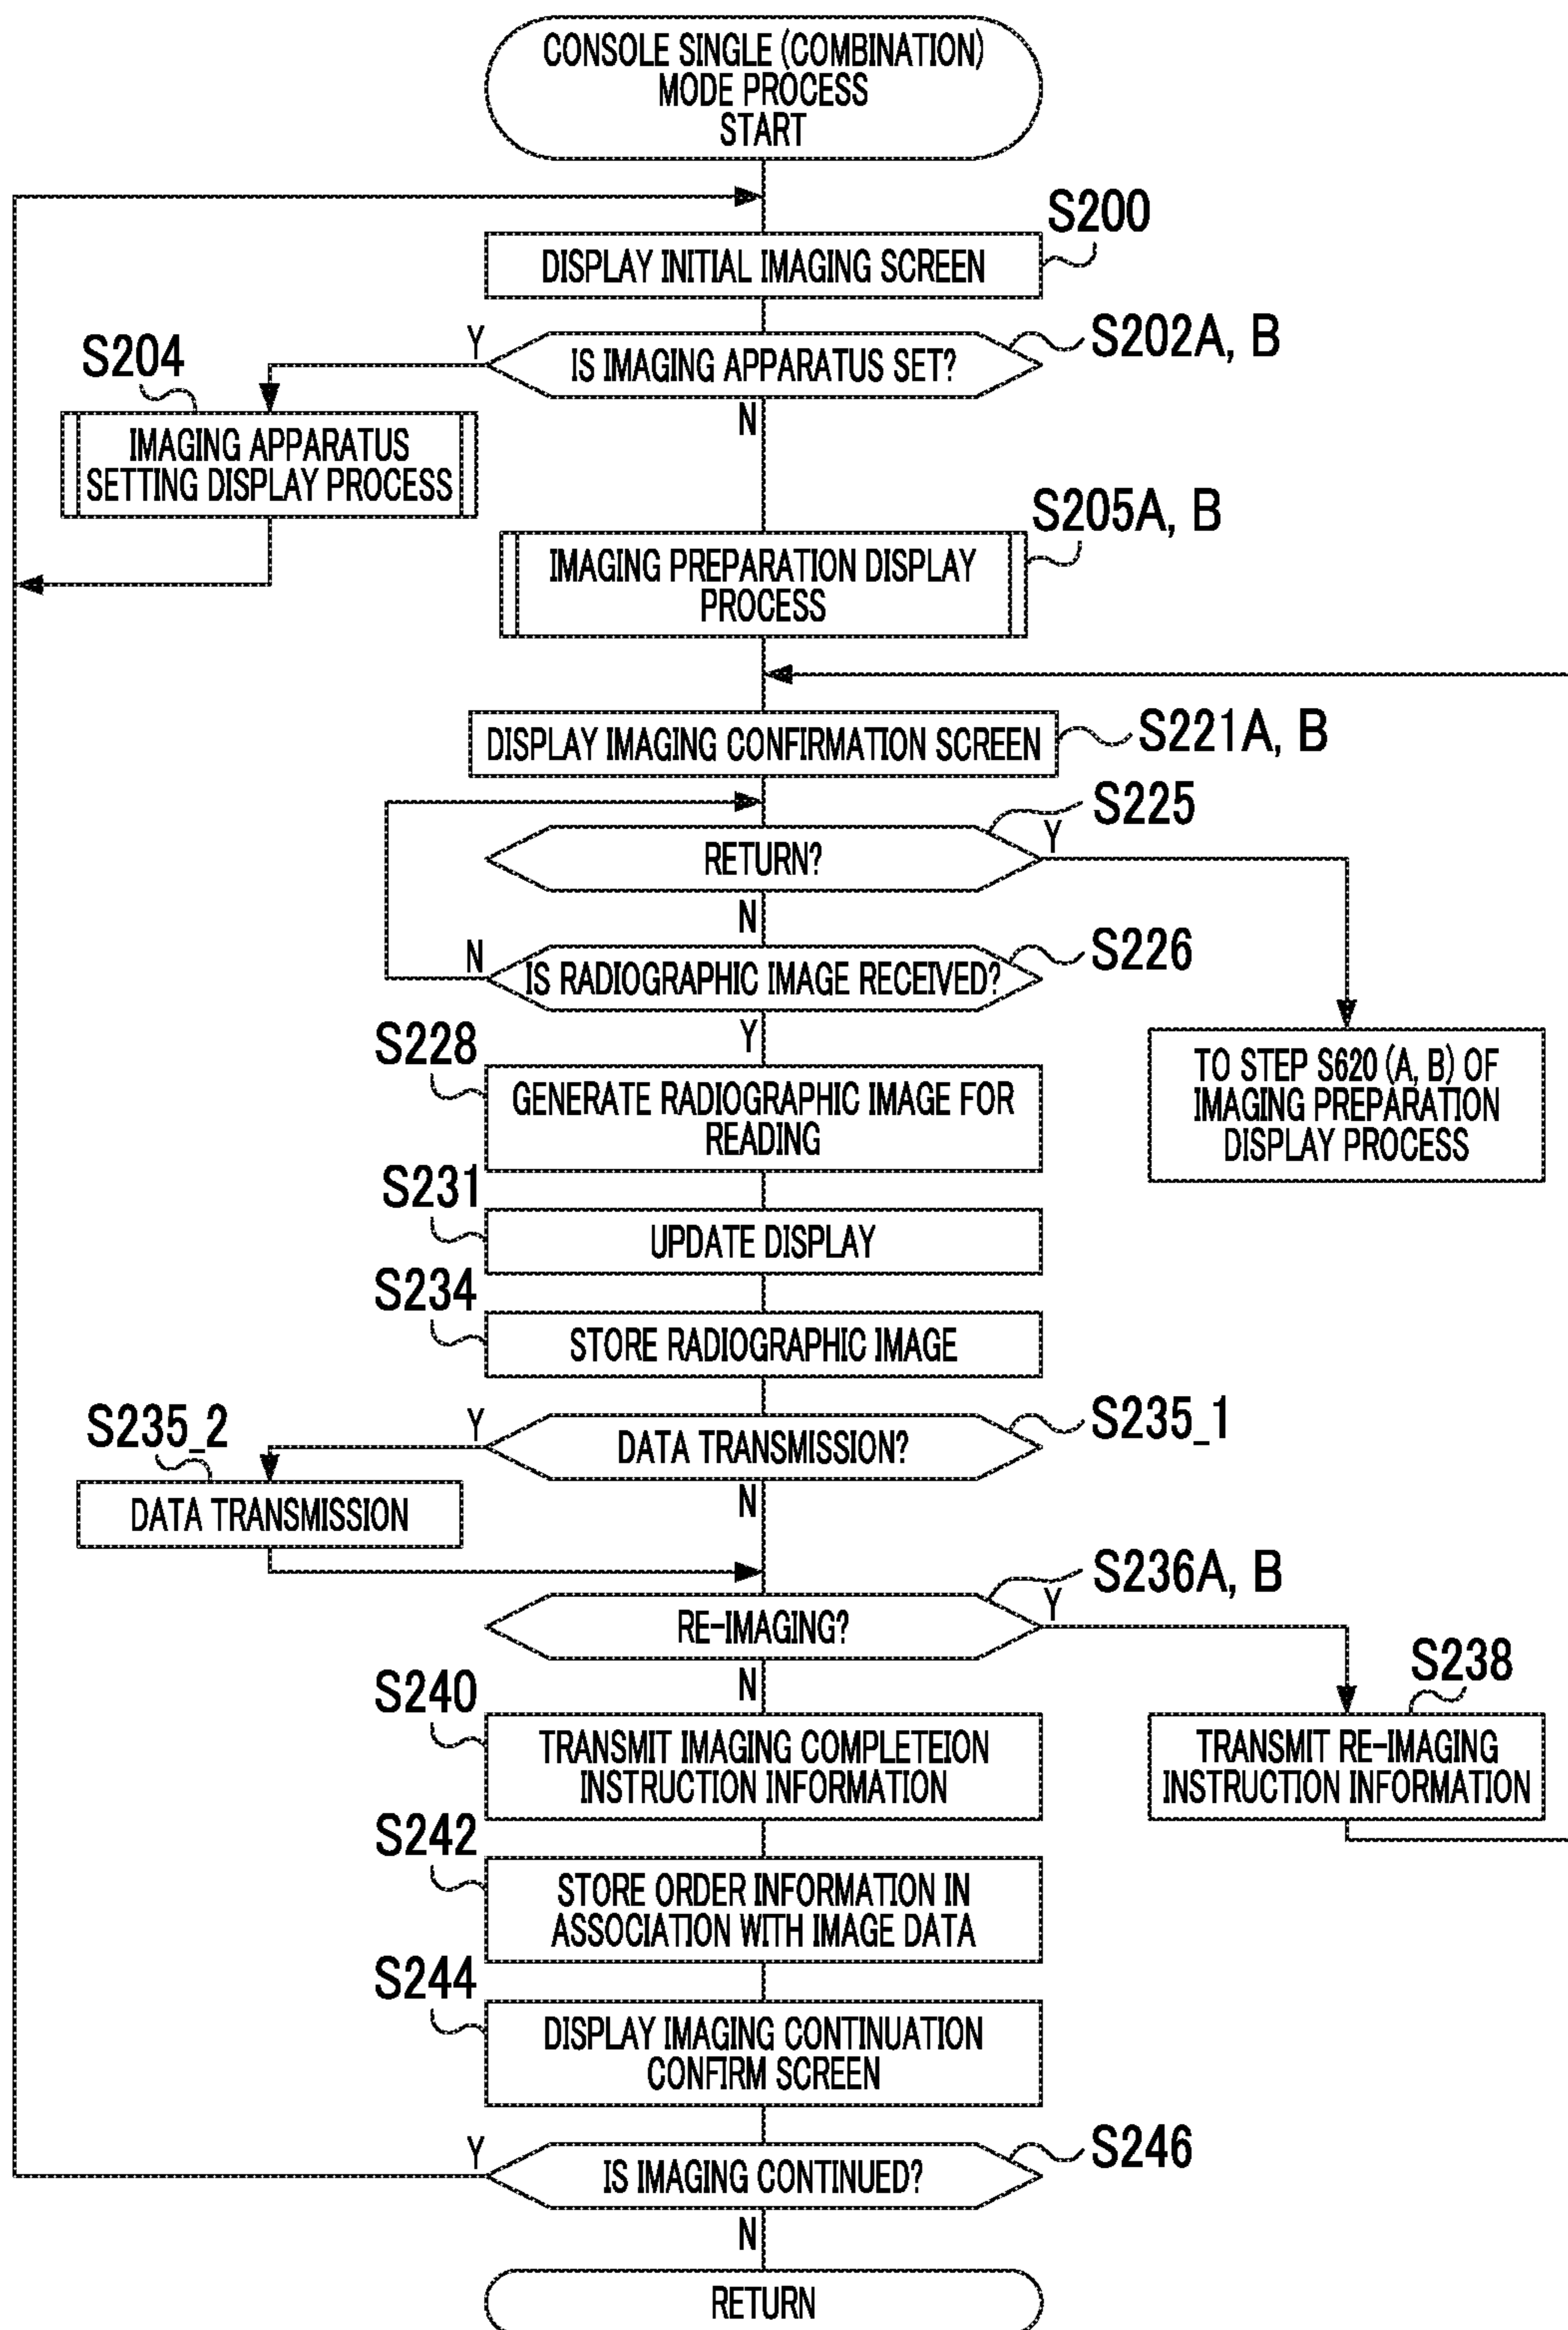 CONSOLE SINGLE (COMBINATION)
MODE PROCESS
START
S200
DISPLAY INITIAL IMAGING SCREEN
Y
S202A, B
IS IMAGING APPARATUS SET?
S204
N
IMAGING APPARATUS
SETTING DISPLAY PROCESS
S205A, B
IMAGING PREPARATION DISPLAY
PROCESS
S221A, B
DISPLAY IMAGING CONFIRMATION SCREEN
S225
Y
RETURN?
N
S226
N
IS RADIOGRAPHIC IMAGE RECEIVED?
Y
S228
GENERATE RADIOGRAPHIC IMAGE FOR
READING
TO STEP S620 (A, B) OF
IMAGING PREPARATION
DISPLAY PROCESS
S231
UPDATE DISPLAY
S234
STORE RADIOGRAPHIC IMAGE
Y
S235_1
DATA TRANSMISSION?
S235_2
N
DATA TRANSMISSION
S236A, B
Y
RE-IMAGING?
N
S238
S240
TRANSMIT IMAGING COMPLETEION
INSTRUCTION INFORMATION
TRANSMIT RE-IMAGING
INSTRUCTION INFORMATION
S242
STORE ORDER INFORMATION IN
ASSOCIATION WITH IMAGE DATA
S244
DISPLAY IMAGING CONTINUATION
CONFIRM SCREEN
Y
S246
IS IMAGING CONTINUED?
N
RETURN